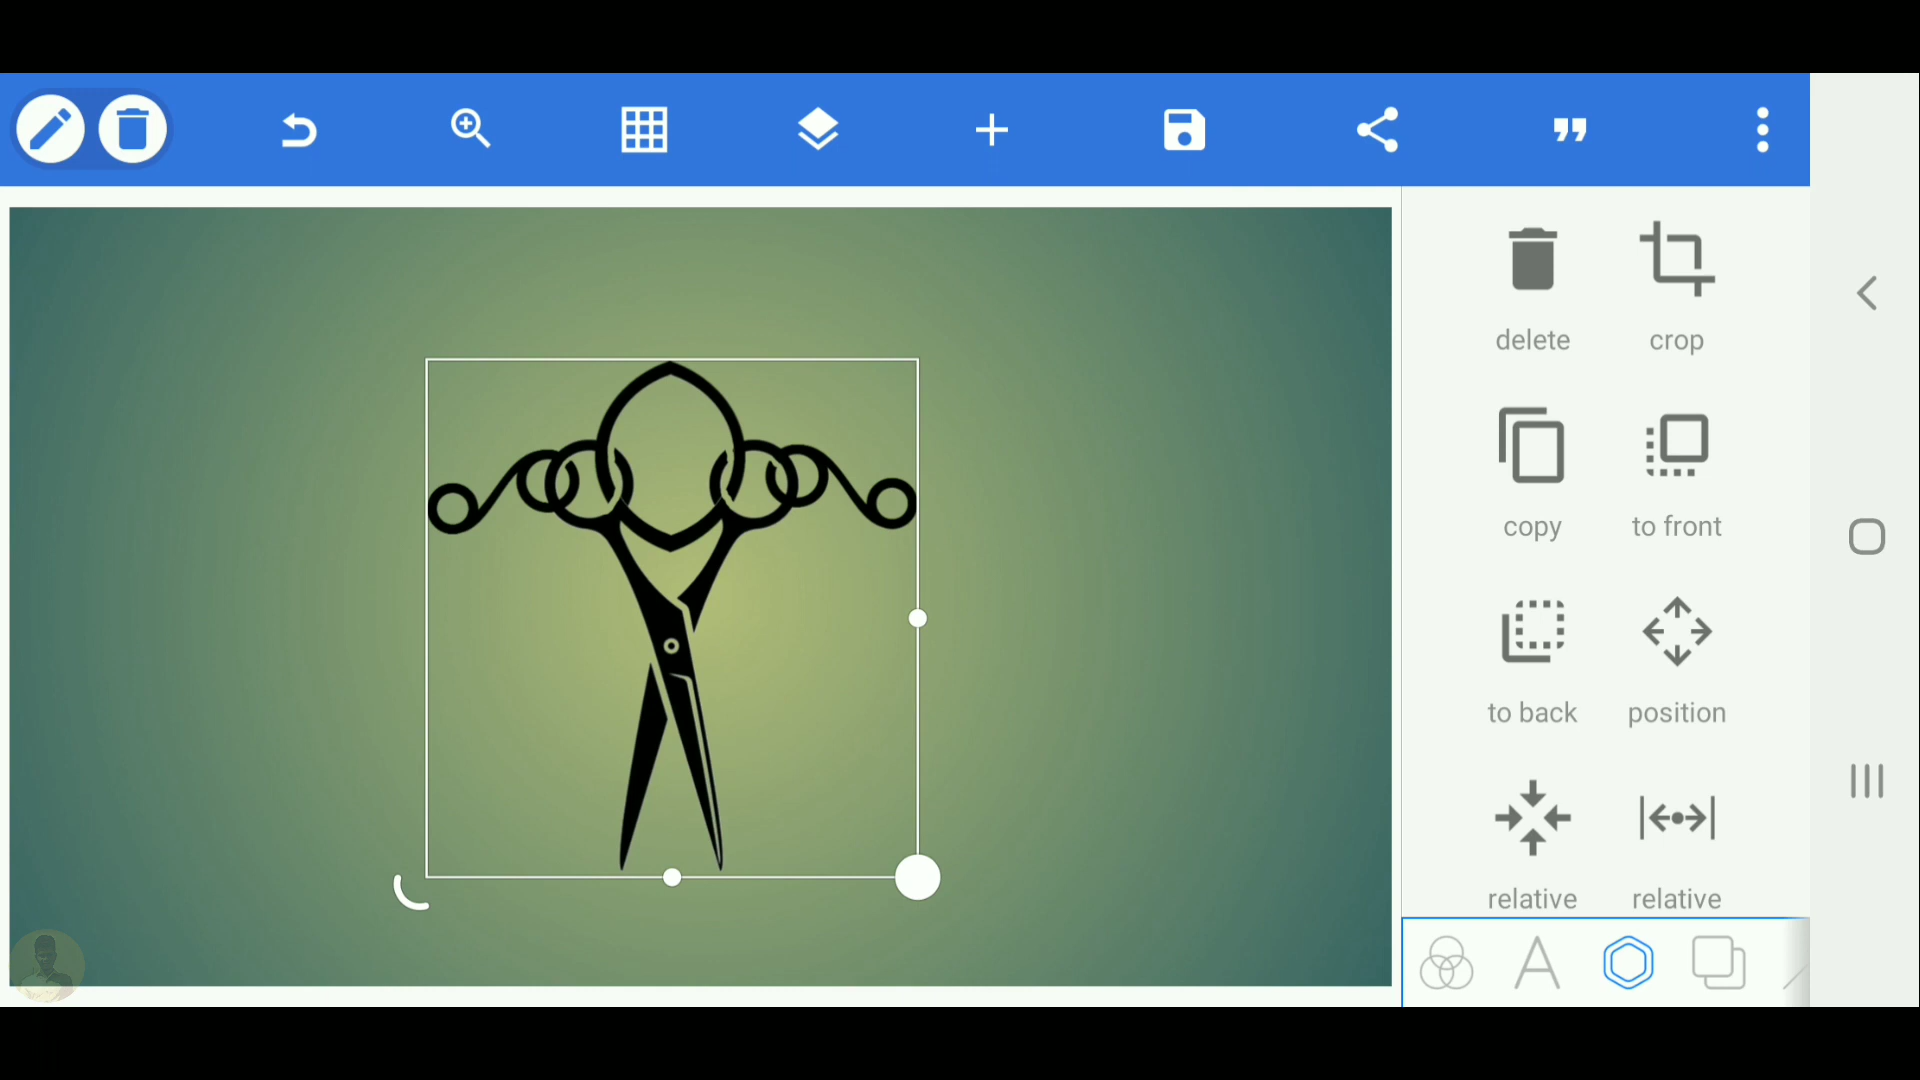 delete
crop
copy
to front
to back
position
relative
relative